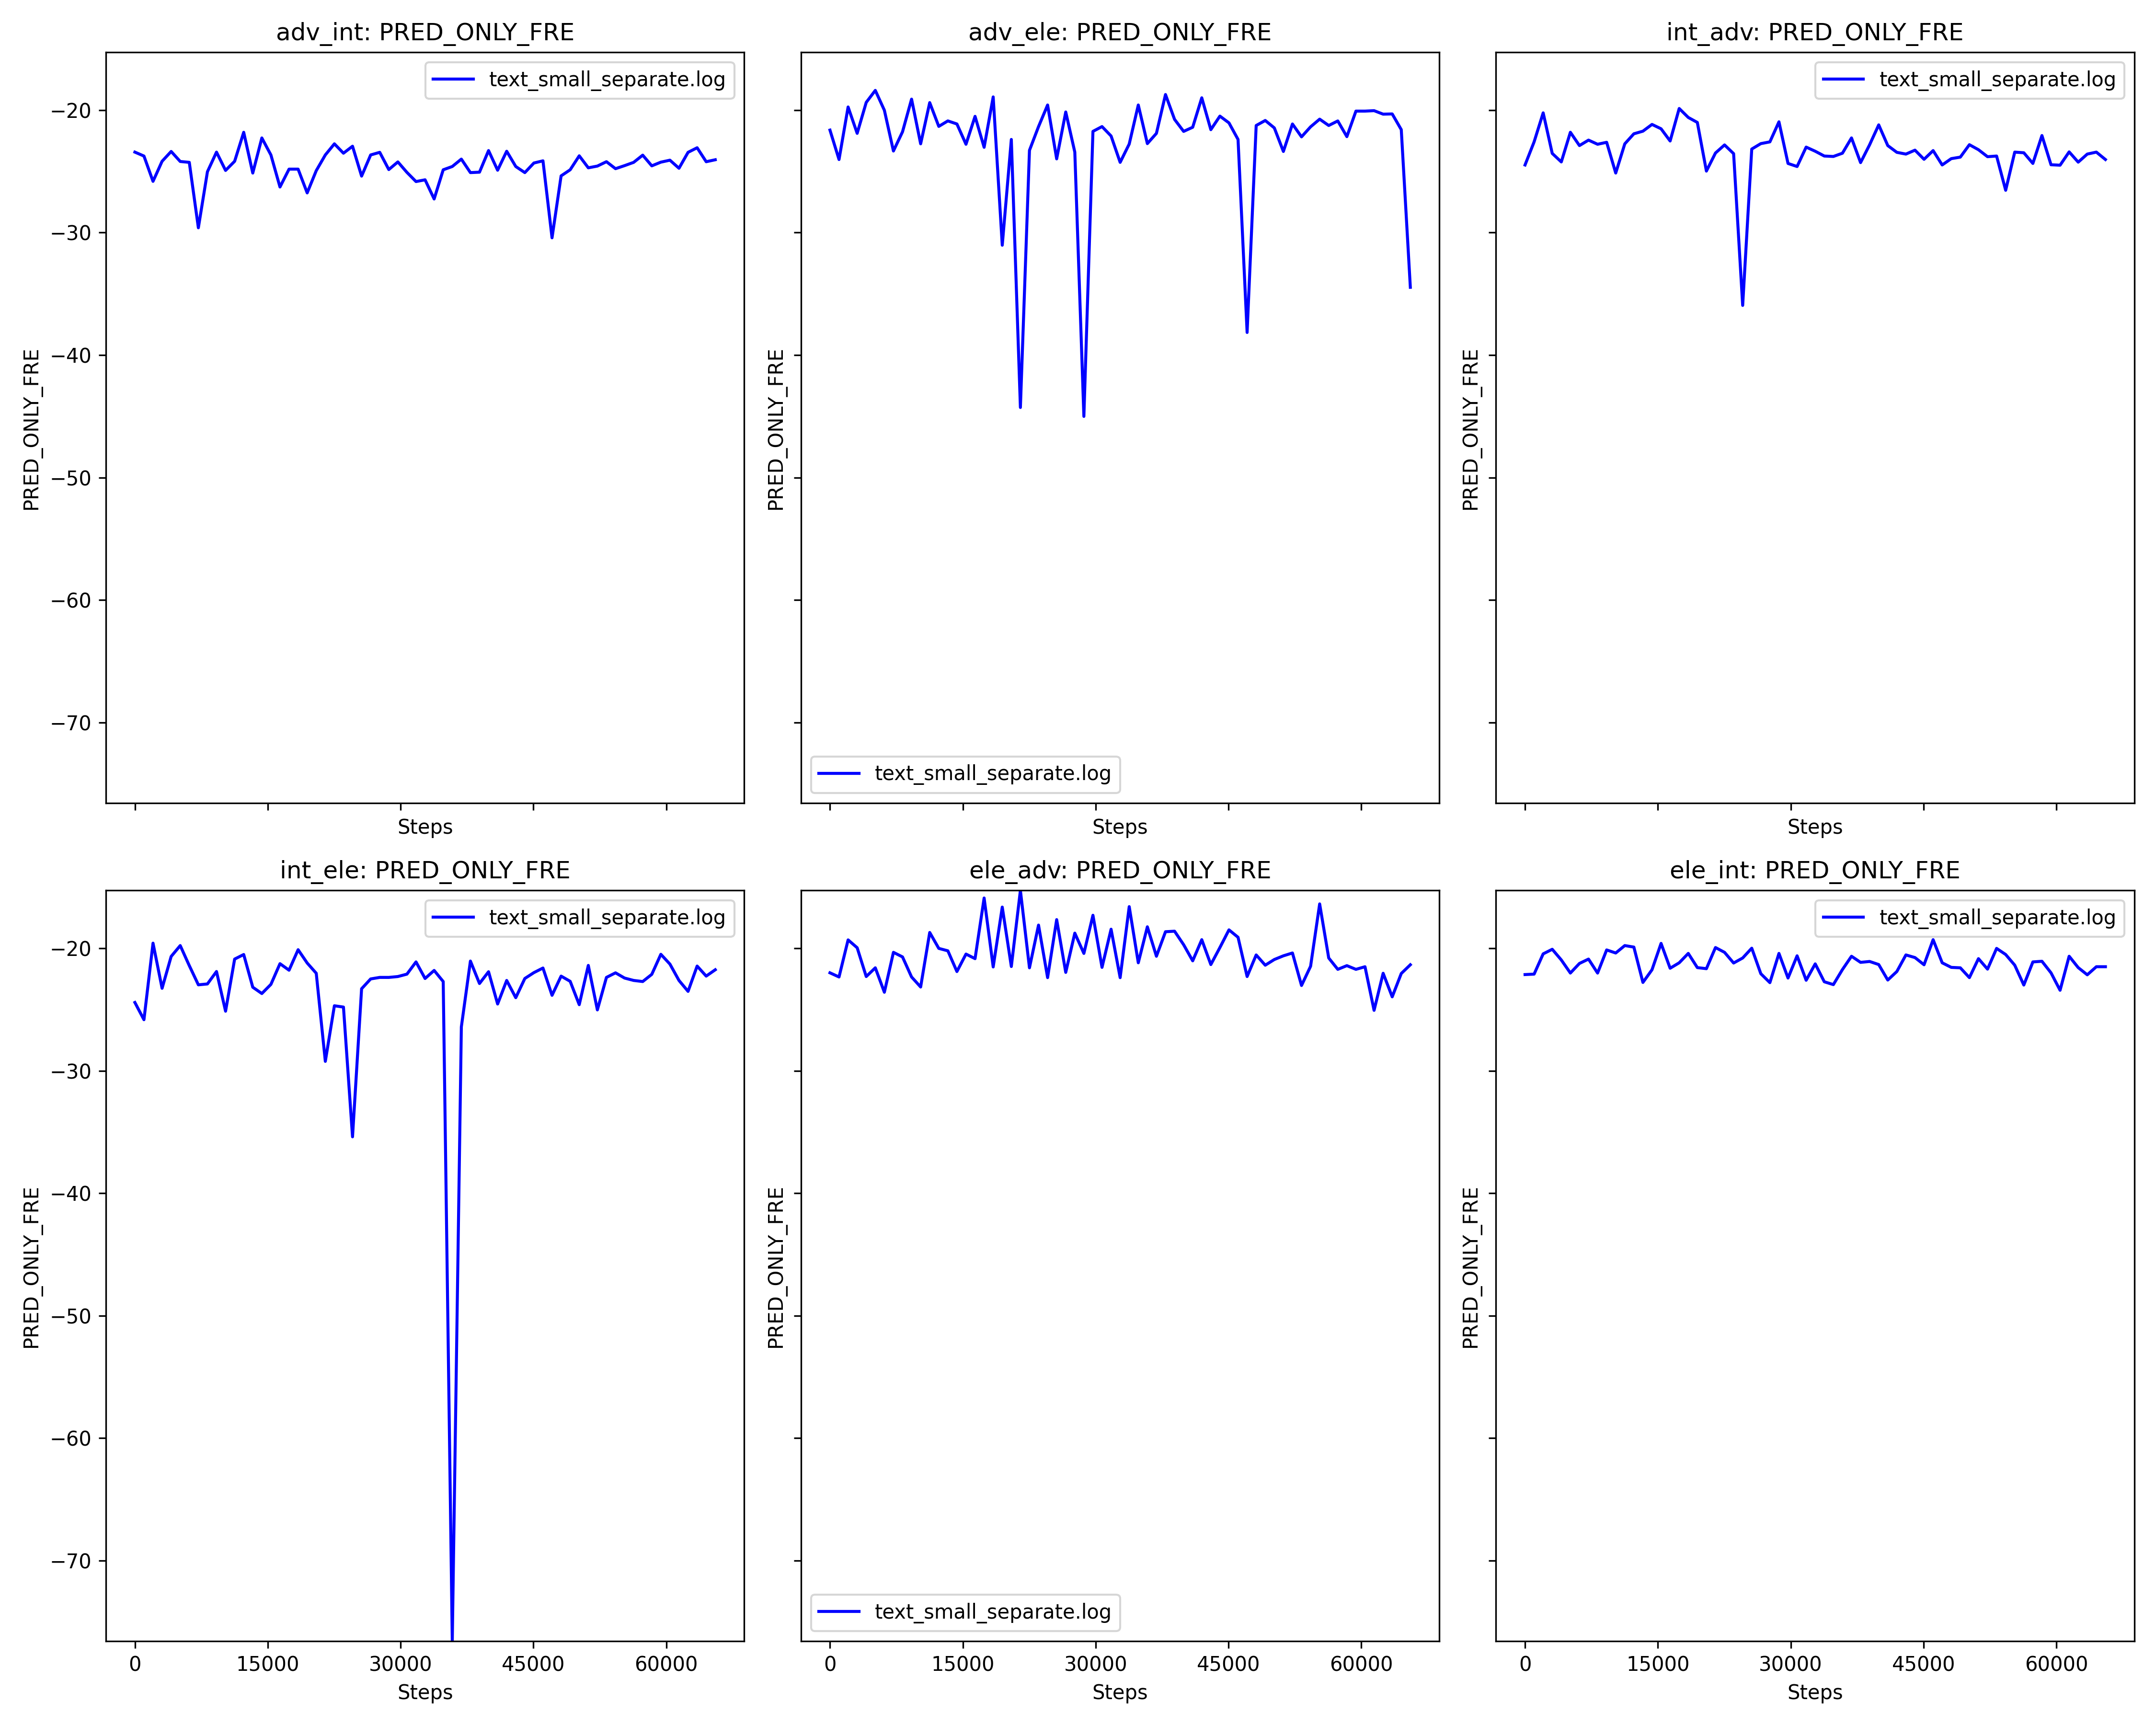 adv_int: PRED_ONLY_FRE
adv_ele: PRED_ONLY_FRE
int_adv: PRED_ONLY_FRE
text_small_separate.log
text_small_separate.log
−20
−30
−40
−50
−60
−70
PRED_ONLY_FRE
PRED_ONLY_FRE
PRED_ONLY_FRE
text_small_separate.log
Steps
Steps
Steps
int_ele: PRED_ONLY_FRE
ele_adv: PRED_ONLY_FRE
ele_int: PRED_ONLY_FRE
text_small_separate.log
text_small_separate.log
−20
−30
−40
−50
−60
−70
PRED_ONLY_FRE
PRED_ONLY_FRE
PRED_ONLY_FRE
text_small_separate.log
0 15000 30000 45000 60000
0 15000 30000 45000 60000
0 15000 30000 45000 60000
Steps
Steps
Steps